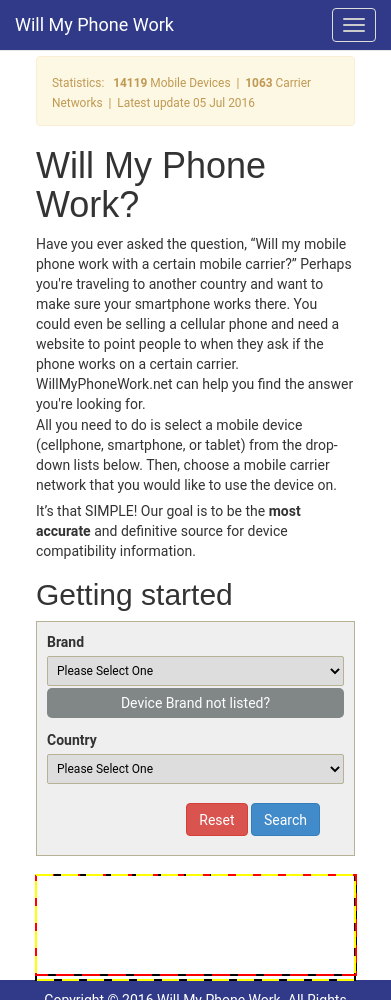 Will My Phone Work
Statistics: 14119 Mobile Devices | 1063 Carrier
Networks | Latest update 05 Jul 2016
Will My Phone
Work?
Have you ever asked the question, “Will my mobile
phone work with a certain mobile carrier?” Perhaps
you're traveling to another country and want to
make sure your smartphone works there. You
could even be selling a cellular phone and need a
website to point people to when they ask if the
phone works on a certain carrier.
WillMyPhoneWork.net can help you find the answer
you're looking for.
All you need to do is select a mobile device
(cellphone, smartphone, or tablet) from the drop-
down lists below. Then, choose a mobile carrier
network that you would like to use the device on.
It’s that SIMPLE! Our goal is to be the most
accurate and definitive source for device
compatibility information.
Getting started
Brand
Please Select One
Device Brand not listed?
Country
Please Select One
Reset Search
Copyright © 2016 Will My Phone Work. All Rights